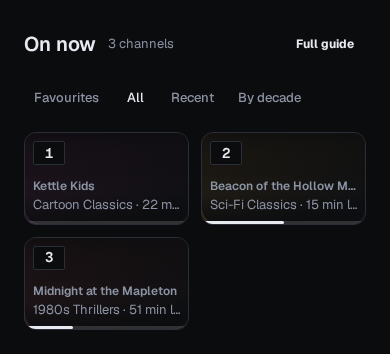 On now 3 channels Full guide
Favourites All Recent By decade
1
Kettle Kids
Cartoon Classics · 22 m...
2
Beacon of the Hollow M...
Sci-Fi Classics · 15 min l...
3
Midnight at the Mapleton
1980s Thrillers · 51 min l...